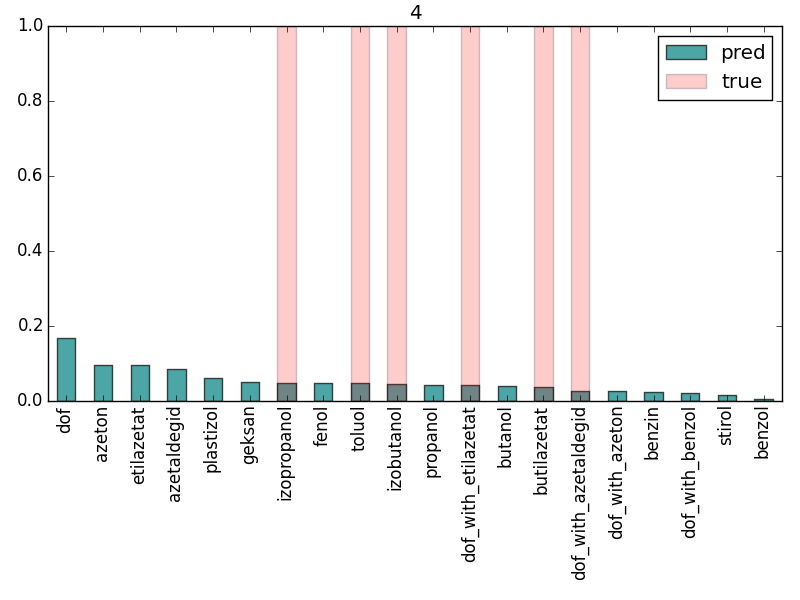 4
1.0
0.8
0.6
0.4
0.2
0.0
pred
true
dof
azeton
etilazetat
azetaldegid
plastizol
geksan
izopropanol
fenol
toluol
izobutanol
propanol
dof_with_etilazetat
butanol
butilazetat
dof_with_azetaldegid
dof_with_azeton
benzin
dof_with_benzol
stirol
benzol